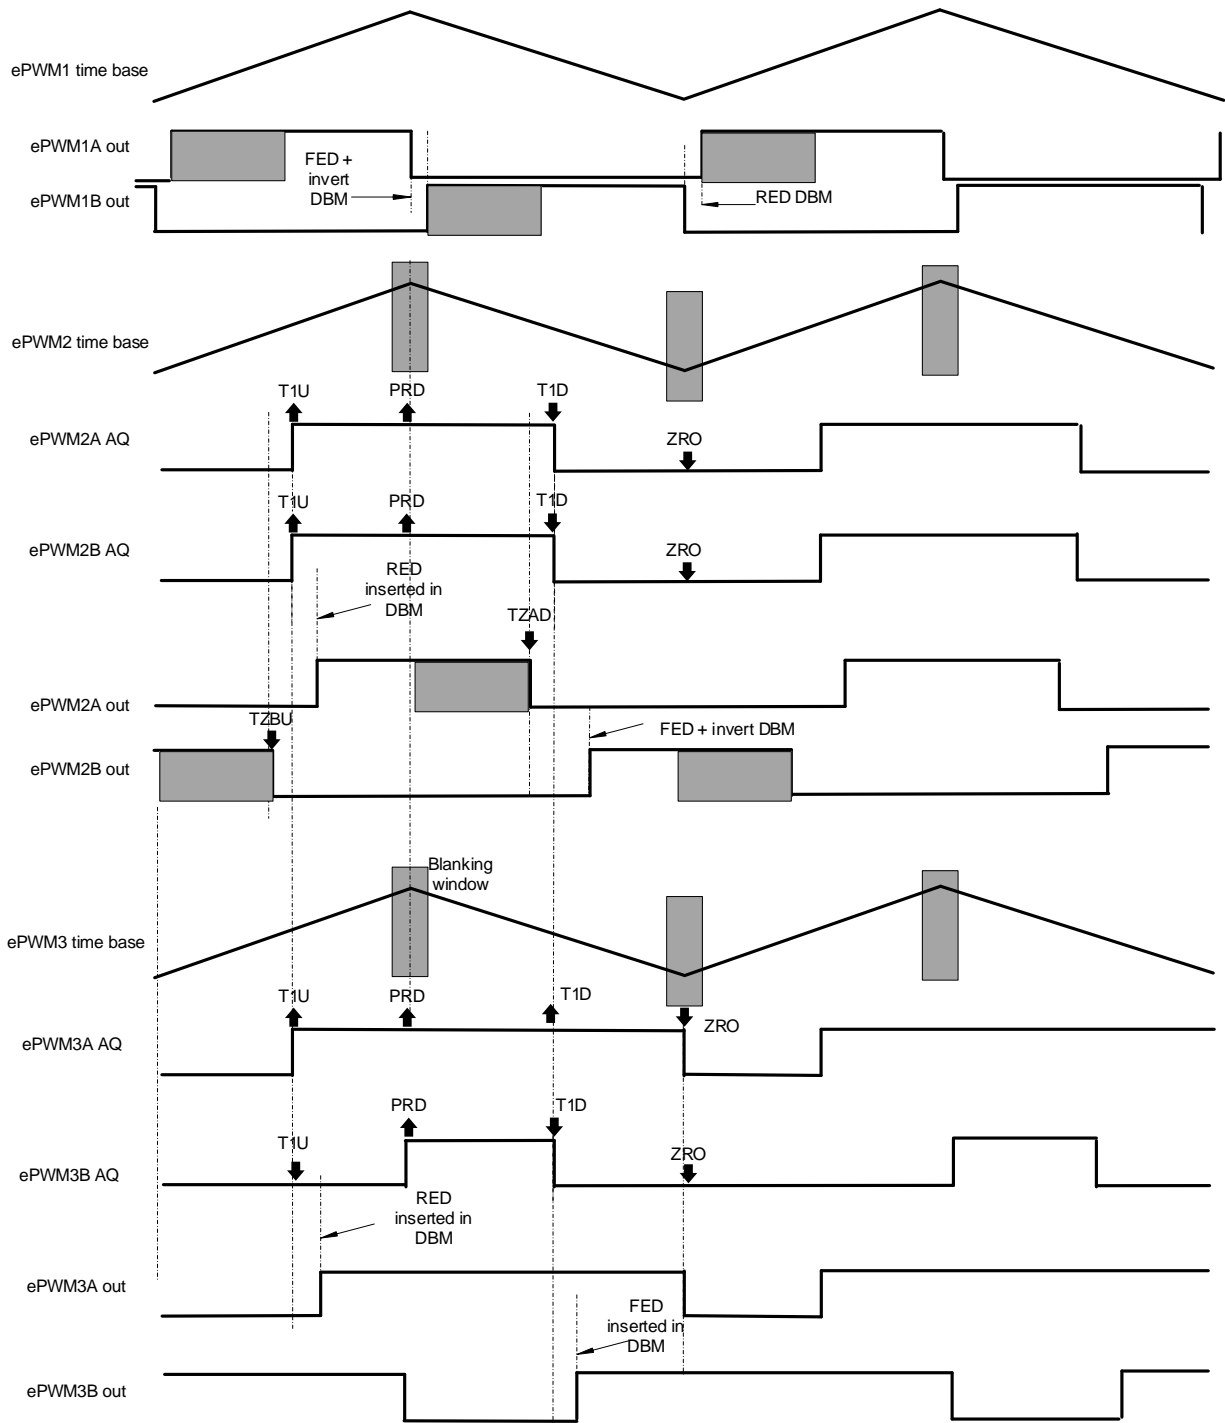 ePWM1 time base
ePWM1A out
FED +
invert
DBM
ePWM1B out
RED DBM
ePWM2 time base
T1U
PRD
T1D
ePWM2A AQ
ZRO
T1U
PRD
T1D
ePWM2B AQ
ZRO
RED
inserted in
DBM
TZAD
ePWM2A out
TZBU
FED + invert DBM
ePWM2B out
Blanking
window
ePWM3 time base
T1U
PRD
T1D
ZRO
ePWM3A AQ
PRD
T1D
T1U
ZRO
ePWM3B AQ
RED
inserted in
DBM
ePWM3A out
FED
inserted in
DBM
ePWM3B out